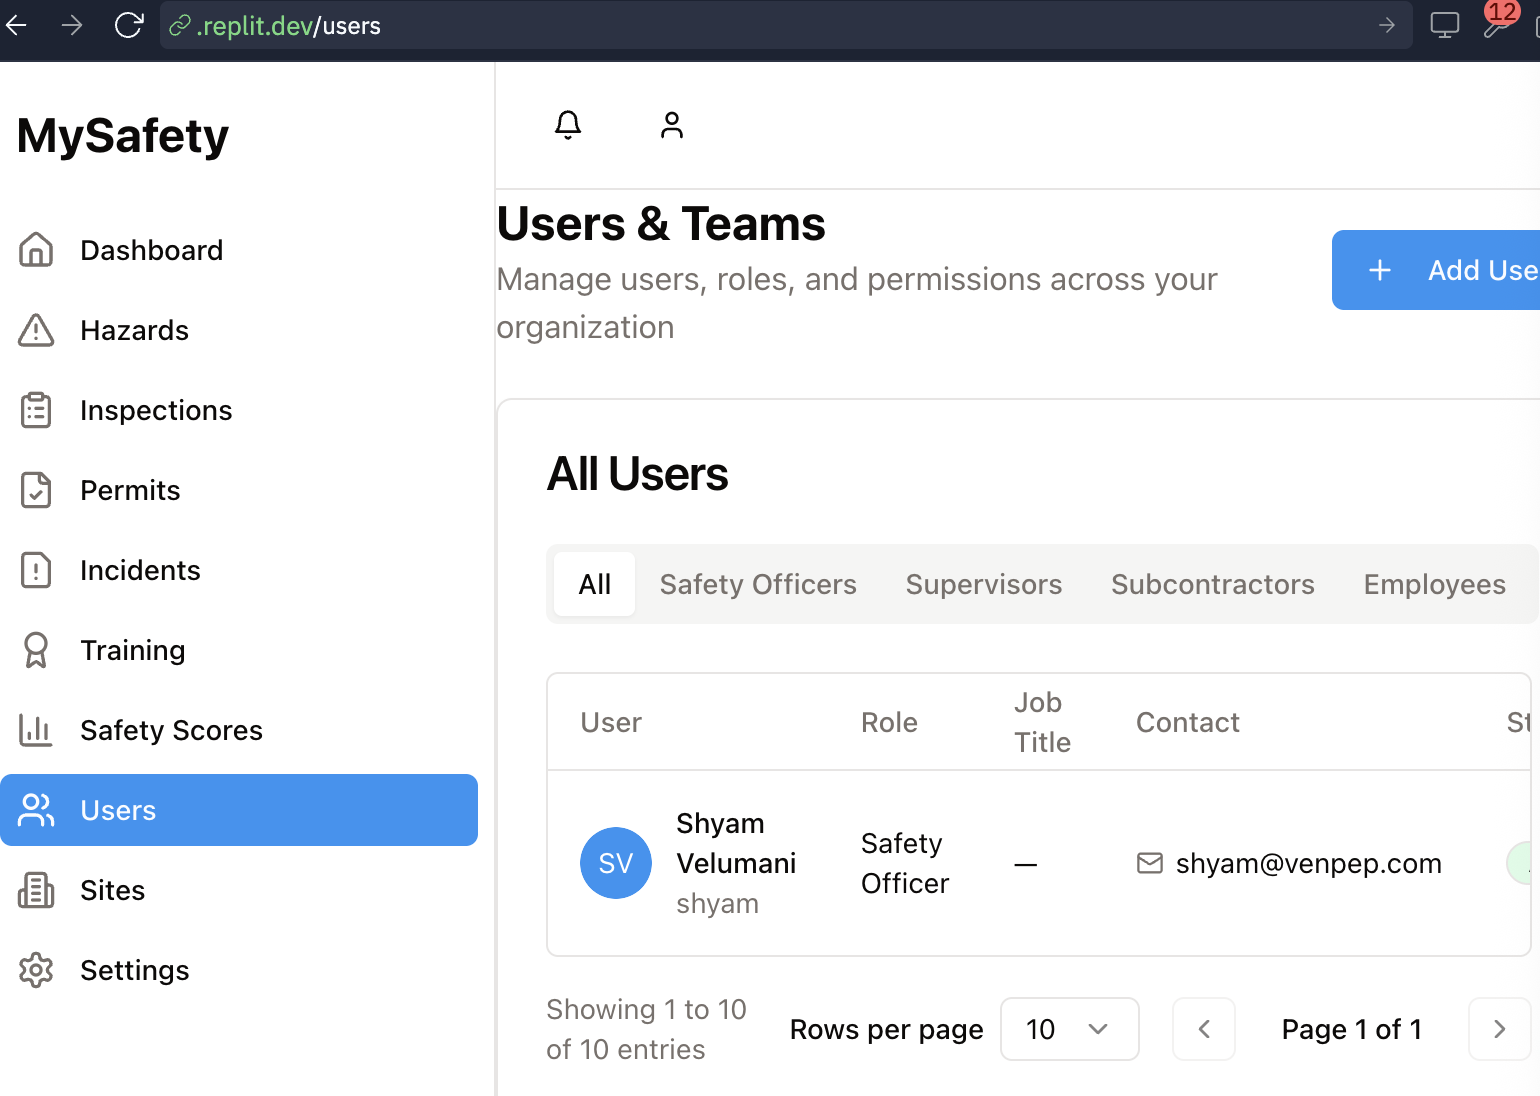 .replit.dev/users
12
MySafety
Dashboard
Hazards
Inspections
Permits
Incidents
Training
Safety Scores
Users
Sites
Settings
Users & Teams
Manage users, roles, and permissions across your
organization
Add Use
All Users
All Safety Officers Supervisors Subcontractors Employees
User Role Job Title Contact St
SV
Shyam
Velumani
shyam
Safety
Officer
—
shyam@venpep.com
Showing 1 to 10
of 10 entries
Rows per page 10 Page 1 of 1